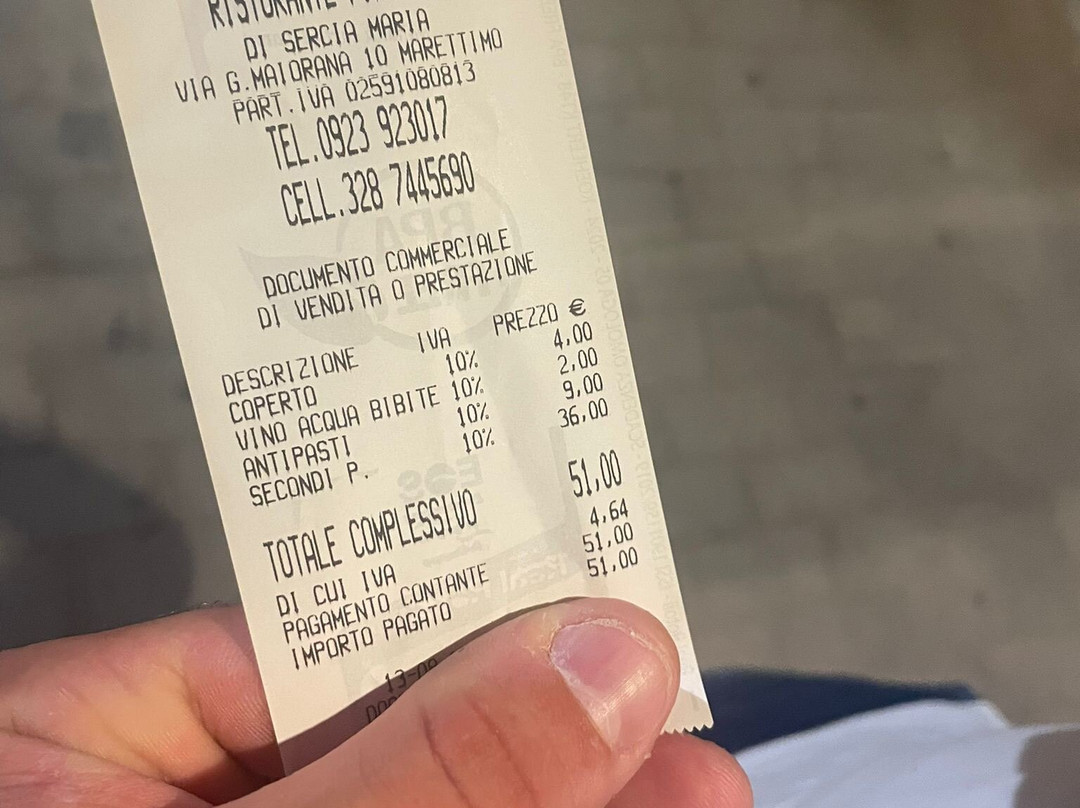 RISTORANTE
DI SERCIA MARIA
VIA G.MAIORANA 10 MARETTIMO
PART.IVA 02591080813
TEL.0923 923017
CELL.328 7445690
DOCUMENTO COMMERCIALE
DI VENDITA O PRESTAZIONE
DESCRIZIONE IVA PREZZO €
COPERTO 10% 4,00
VINO ACQUA BIBITE 10% 2,00
ANTIPASTI 10% 9,00
SECONDI P. 10% 36,00
TOTALE COMPLESSIVO 51,00
DI CUI IVA 4,64
PAGAMENTO CONTANTE 51,00
IMPORTO PAGATO 51,00